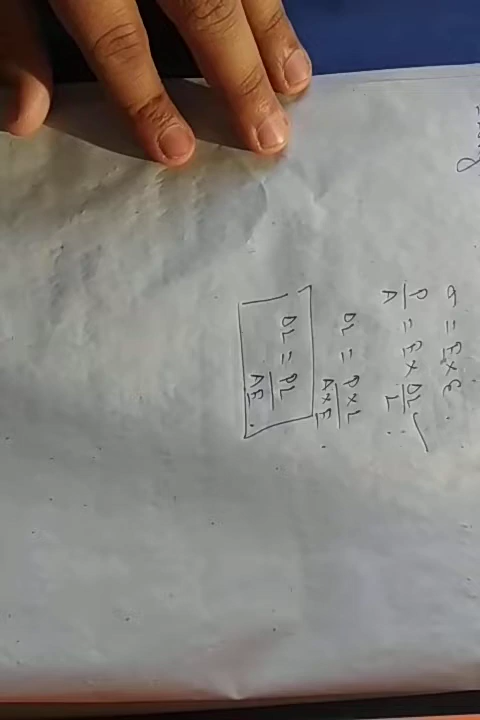 σ = E × ε.
P/A = E × ΔL/L.
ΔL = P×L/A×E.
ΔL = PL/AE.